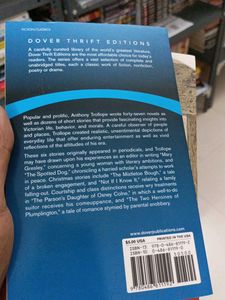 FICTION/CLASSICS
DOVER THRIFT EDITIONS
A carefully curated library of the world's greatest literature,
Dover Thrift Editions are the most affordable choice for today's
readers. The series offers a vast selection of complete and
unabridged titles, each a classic work of fiction, nonfiction,
poetry or drama.
Popular and prolific, Anthony Trollope wrote forty-seven novels as
well as dozens of short stories that provide fascinating insights into
Victorian life, behavior, and morals. A careful observer of people
and places, Trollope created realistic, unsentimental depictions of
everyday life that offer enduring entertainment as well as vivid
reflections of the attitudes of his era.
These six stories originally appeared in periodicals, and Trollope
may have drawn upon his experiences as an editor in writing "Mary
Gresley," concerning a young woman with literary ambitions, and
"The Spotted Dog," chronicling a harried scholar's attempts to work
in peace. Christmas stories include "The Mistletoe Bough," a tale
of a broken engagement, and "Not If I Know It," relating a family
falling out. Courtship and class distinctions receive wry treatments
in "The Parson's Daughter of Oxney Colne," in which a well-to-do
suitor receives his comeuppance, and "The Two Heroines of
Plumplington," a tale of romance stymied by parental snobbery.
www.doverpublications.com
$5.00 USA
PRINTED IN THE USA